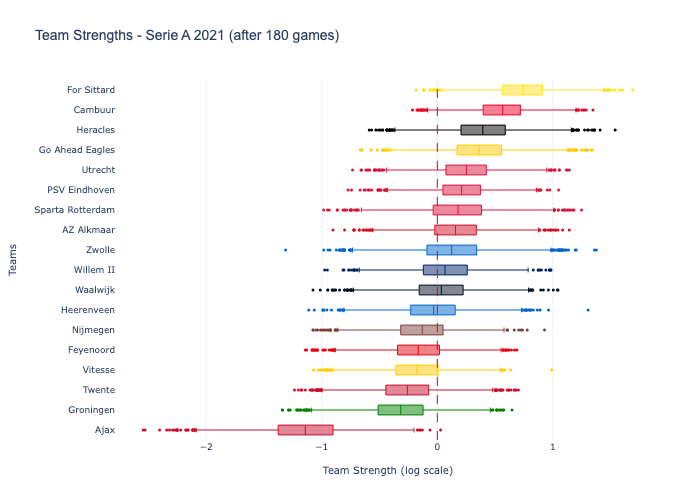 Team Strengths - Serie A 2021 (after 180 games)
For Sittard
Cambuur
Heracles
Go Ahead Eagles
Utrecht
PSV Eindhoven
Sparta Rotterdam
AZ Alkmaar
Zwolle
Willem II
Waalwijk
Heerenveen
Nijmegen
Feyenoord
Vitesse
Twente
Groningen
Ajax
Teams
−2 −1 0 1
Team Strength (log scale)